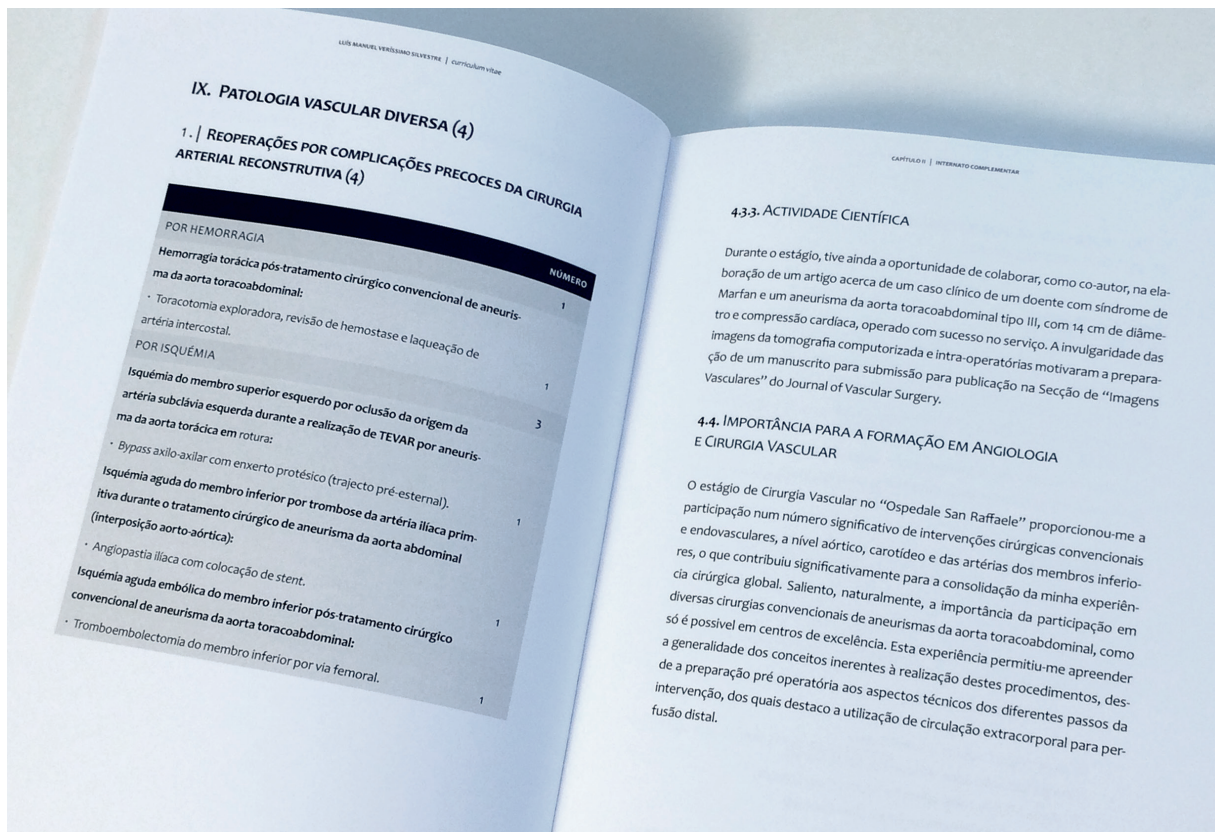 LUÍS MANUEL VERÍSSIMO SILVESTRE | curriculum vitae
IX. PATOLOGIA VASCULAR DIVERSA (4)
1. | REOPERAÇÕES POR COMPLICAÇÕES PRECOCES DA CIRURGIA
ARTERIAL RECONSTRUTIVA (4)
NÚMERO
POR HEMORRAGIA 1
Hemorragia torácica pós-tratamento cirúrgico convencional de aneuris-
ma da aorta toracoabdominal:
· Toracotomia exploradora, revisão de hemostase e laqueação de
artéria intercostal. 1
POR ISQUÉMIA 3
Isquémia do membro superior esquerdo por oclusão da origem da
artéria subclávia esquerda durante a realização de TEVAR por aneuris-
ma da aorta torácica em rotura:
· Bypass axilo-axilar com enxerto protésico (trajecto pré-esternal). 1
Isquémia aguda do membro inferior por trombose da artéria ilíaca prim-
itiva durante o tratamento cirúrgico de aneurisma da aorta abdominal
(interposição aorto-aórtica):
· Angiopastia ilíaca com colocação de stent. 1
Isquémia aguda embólica do membro inferior pós-tratamento cirúrgico
convencional de aneurisma da aorta toracoabdominal:
· Tromboembolectomia do membro inferior por via femoral. 1
CAPÍTULO II | INTERNATO COMPLEMENTAR
4.3.3. ACTIVIDADE CIENTÍFICA
Durante o estágio, tive ainda a oportunidade de colaborar, como co-autor, na ela-
boração de um artigo acerca de um caso clínico de um doente com síndrome de
Marfan e um aneurisma da aorta toracoabdominal tipo III, com 14 cm de diâme-
tro e compressão cardíaca, operado com sucesso no serviço. A invulgaridade das
imagens da tomografia computorizada e intra-operatórias motivaram a prepara-
ção de um manuscrito para submissão para publicação na Secção de “Imagens
Vasculares” do Journal of Vascular Surgery.
4.4. IMPORTÂNCIA PARA A FORMAÇÃO EM ANGIOLOGIA
E CIRURGIA VASCULAR
O estágio de Cirurgia Vascular no “Ospedale San Raffaele” proporcionou-me a
participação num número significativo de intervenções cirúrgicas convencionais
e endovasculares, a nível aórtico, carotídeo e das artérias dos membros inferio-
res, o que contribuiu significativamente para a consolidação da minha experiên-
cia cirúrgica global. Saliento, naturalmente, a importância da participação em
diversas cirurgias convencionais de aneurismas da aorta toracoabdominal, como
só é possivel em centros de excelência. Esta experiência permitiu-me apreender
a generalidade dos conceitos inerentes à realização destes procedimentos, des-
de a preparação pré operatória aos aspectos técnicos dos diferentes passos da
intervenção, dos quais destaco a utilização de circulação extracorporal para per-
fusão distal.